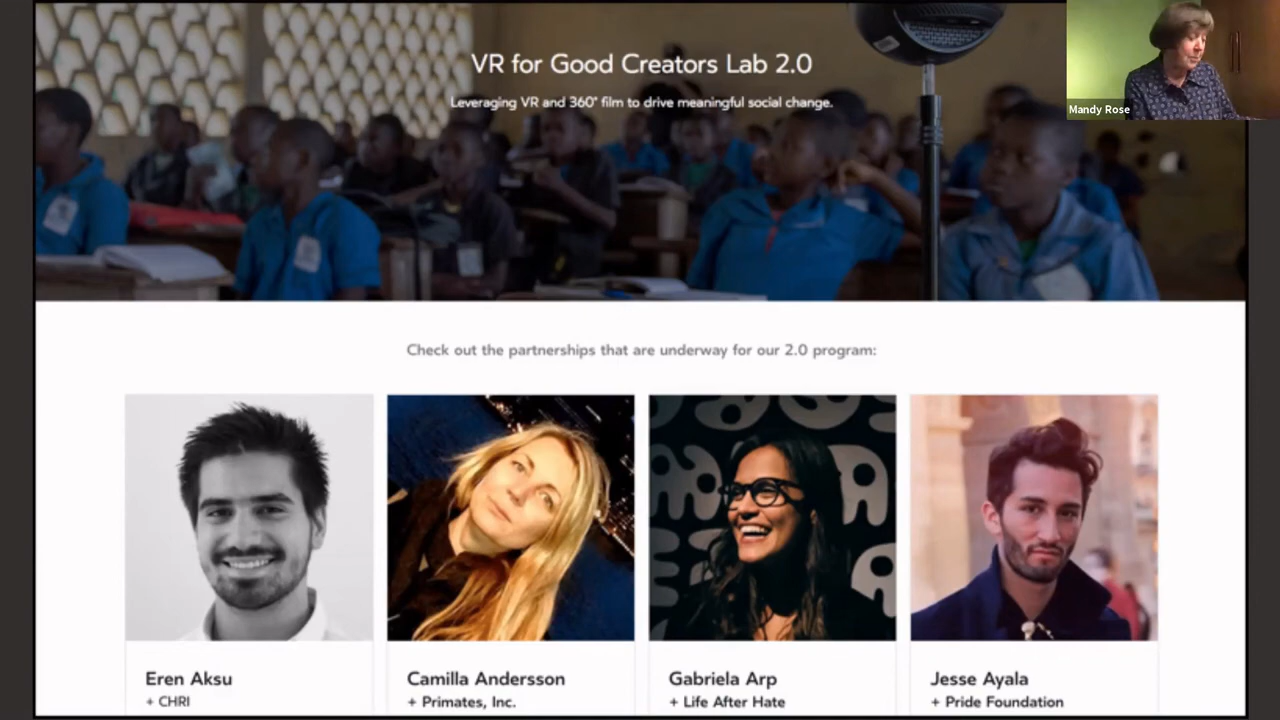 VR for Good Creators Lab 2.0
Leveraging VR and 360° film to drive meaningful social change.
Mandy Rose
Check out the partnerships that are underway for our 2.0 program:
Eren Aksu
+ CHRI
Camilla Andersson
+ Primates, Inc.
Gabriela Arp
+ Life After Hate
Jesse Ayala
+ Pride Foundation